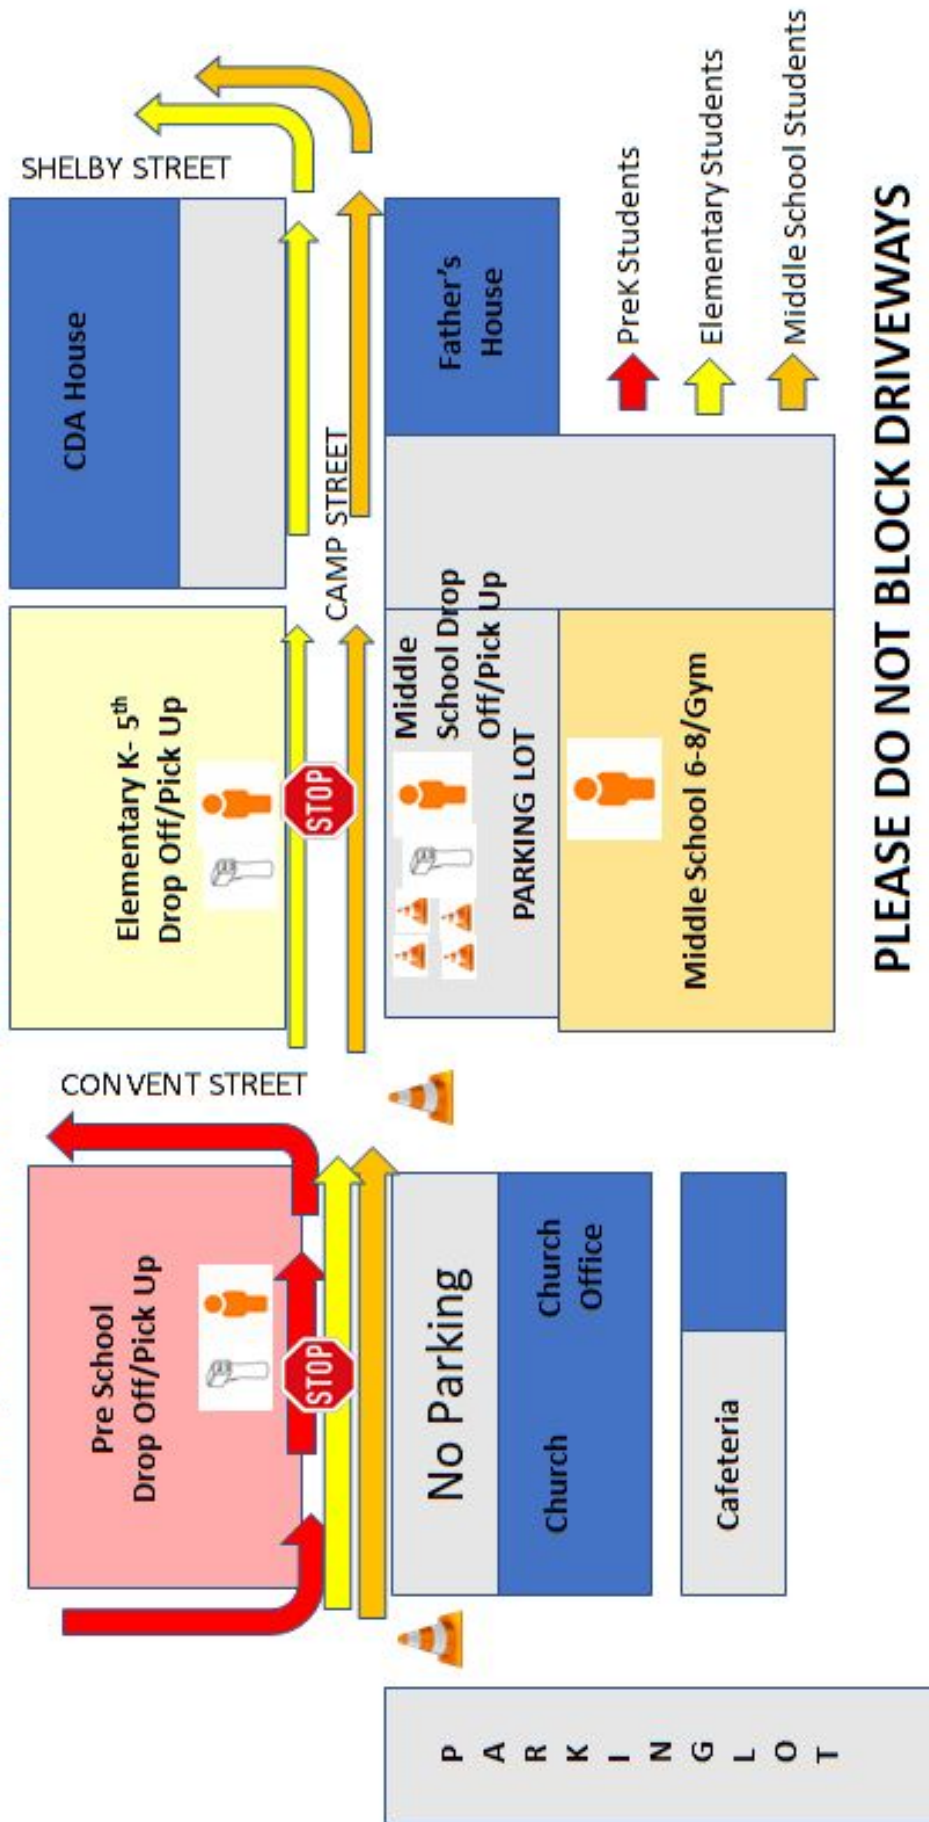 SHELBY STREET
CDA House
Father's
House
CAMP STREET
PreK Students
Elementary Students
Middle School Students
Elementary K- 5th
Drop Off/Pick Up
STOP
Middle
School Drop
Off/Pick Up
PARKING LOT
Middle School 6-8/Gym
CONVENT STREET
Pre School
Drop Off/Pick Up
STOP
No Parking
Church
Church
Office
Cafeteria
P
A
R
K
I
N
G
L
O
T
PLEASE DO NOT BLOCK DRIVEWAYS